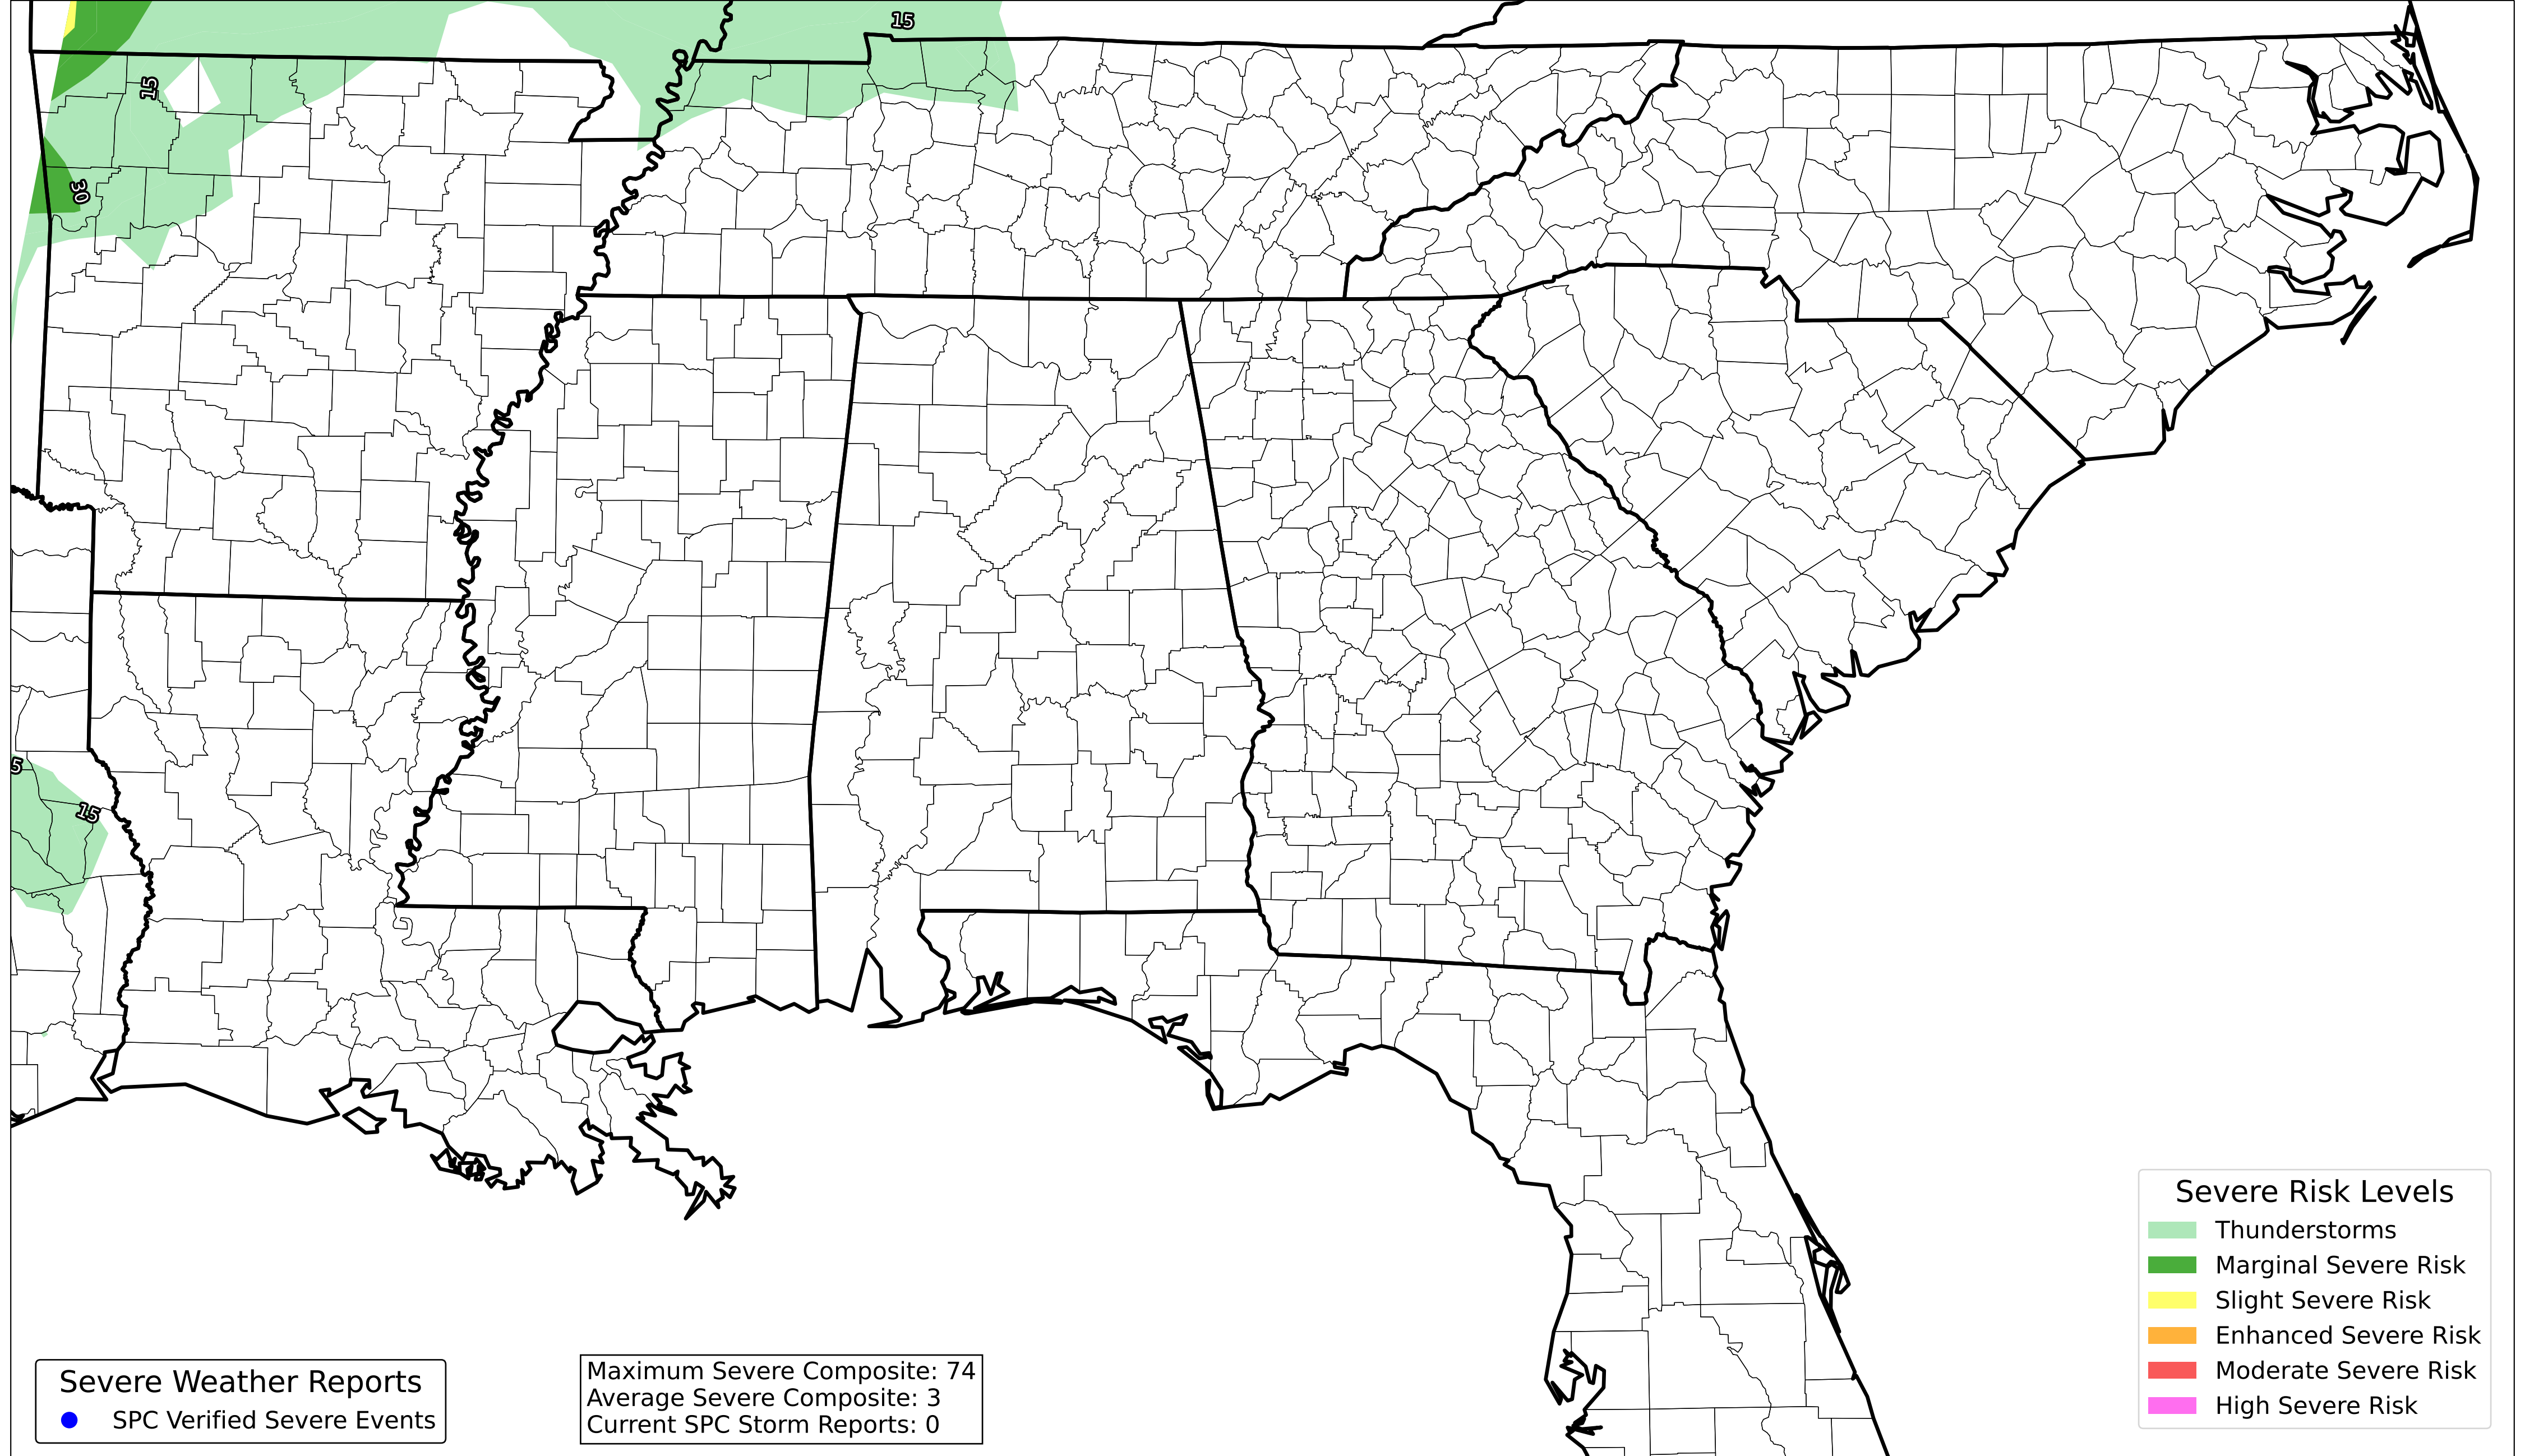 15
15
30
5
15
Severe Risk Levels
Thunderstorms
Marginal Severe Risk
Slight Severe Risk
Enhanced Severe Risk
Moderate Severe Risk
High Severe Risk
Maximum Severe Composite: 74
Average Severe Composite: 3
Current SPC Storm Reports: 0
Severe Weather Reports
SPC Verified Severe Events